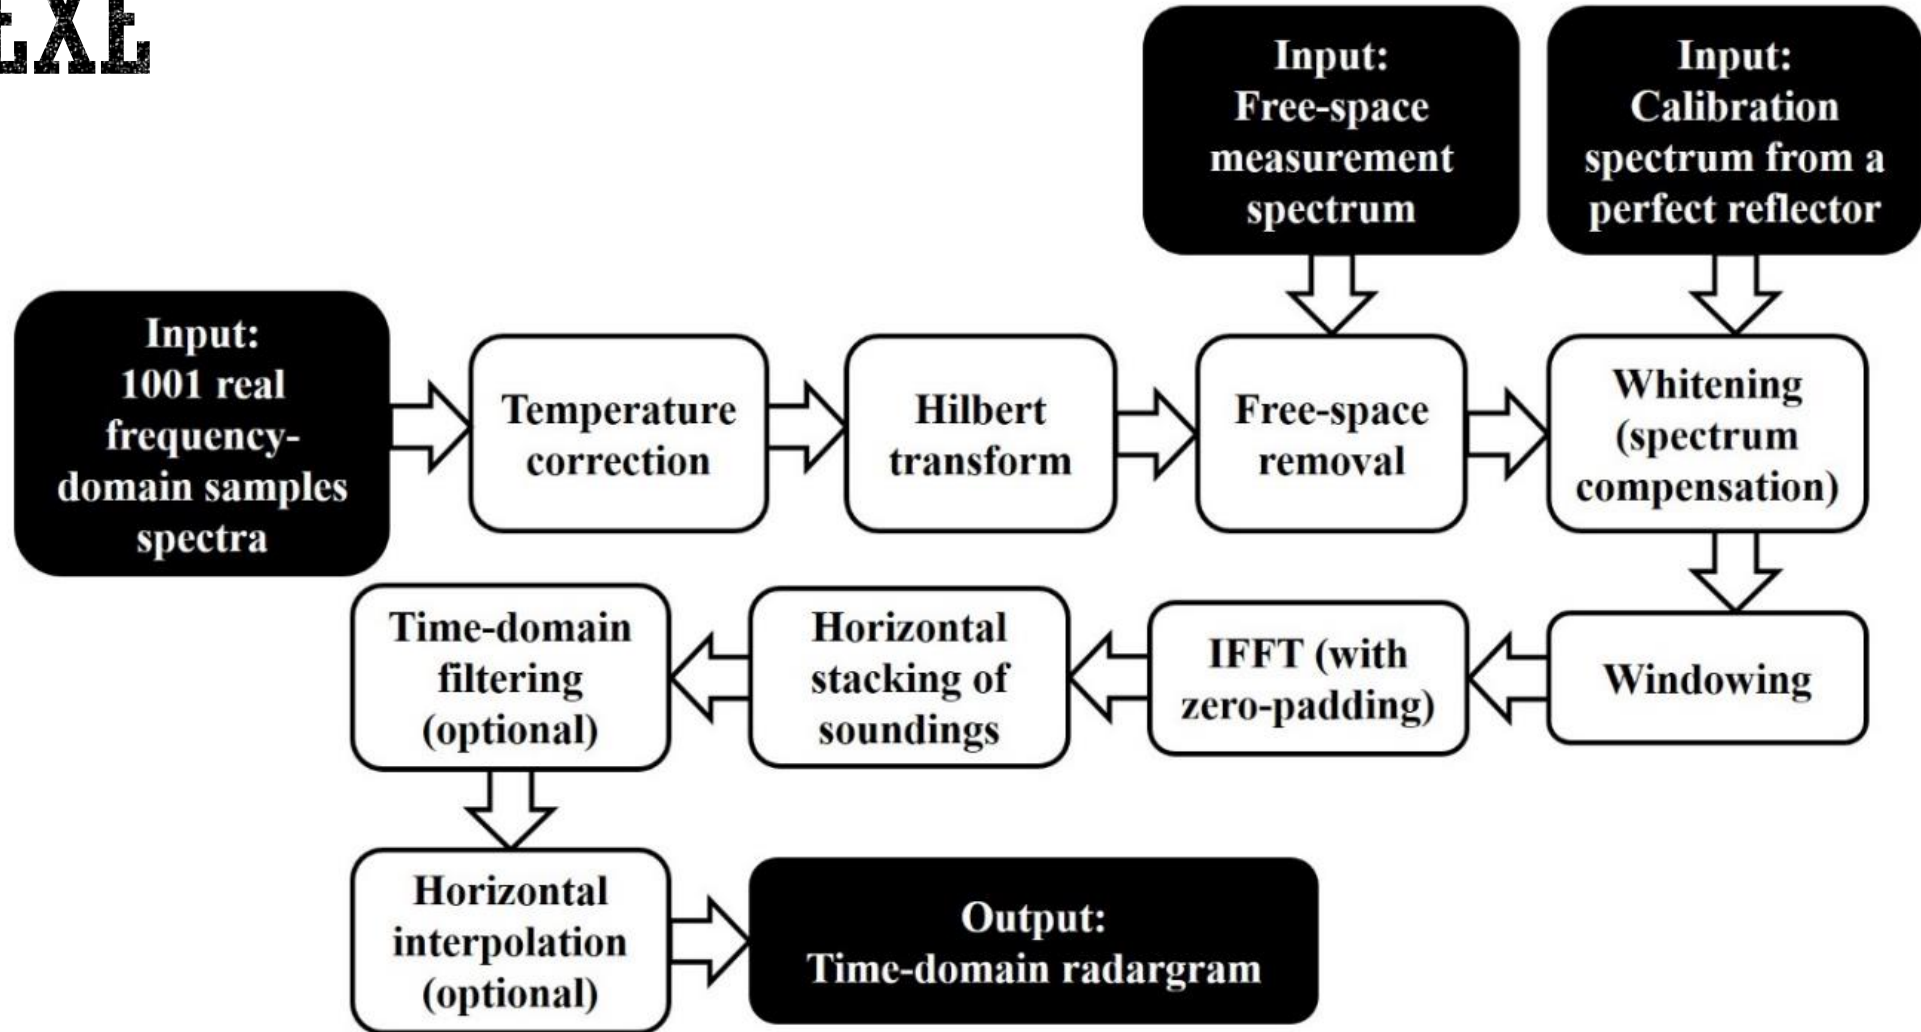 Input:
Free-space
measurement
spectrum
Input:
Calibration
spectrum from a
perfect reflector
Input:
1001 real
frequency-
domain samples
spectra
Temperature
correction
Hilbert
transform
Free-space
removal
Whitening
(spectrum
compensation)
Windowing
IFFT (with
zero-padding)
Horizontal
stacking of
soundings
Time-domain
filtering
(optional)
Horizontal
interpolation
(optional)
Output:
Time-domain radargram